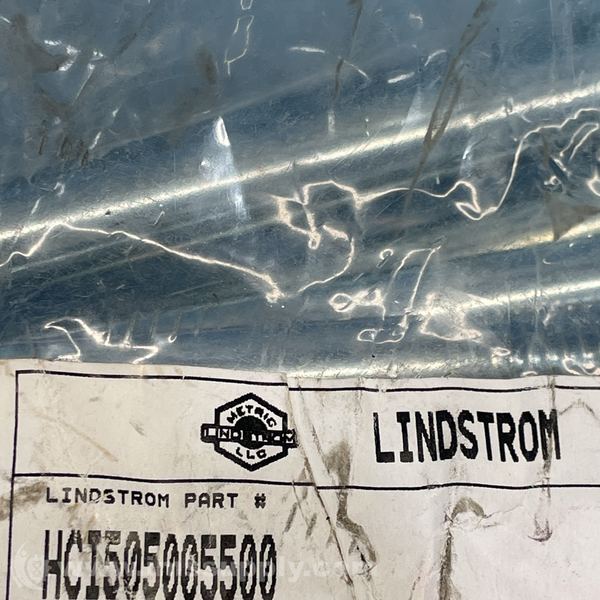 METRIC
LINDSTROM
LLC
LINDSTROM
LINDSTROM PART #
HCI505005500